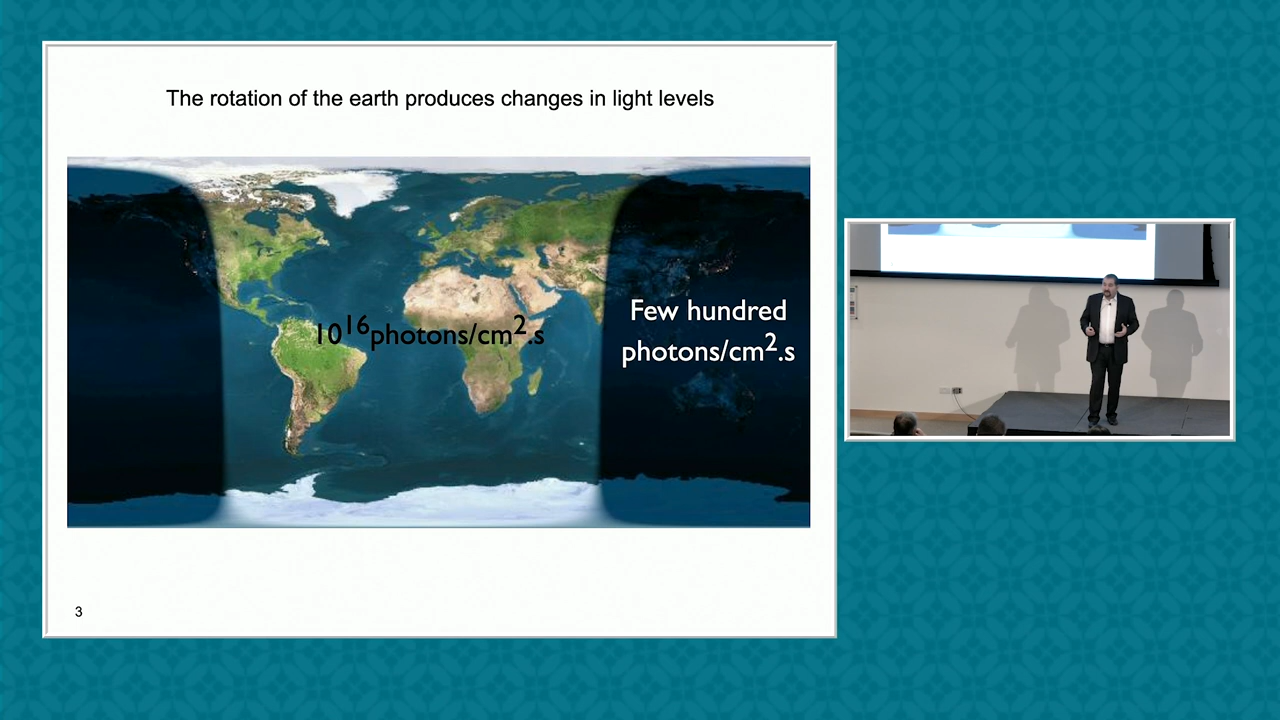 The rotation of the earth produces changes in light levels
10¹⁶photons/cm².s
Few hundred
photons/cm².s
3